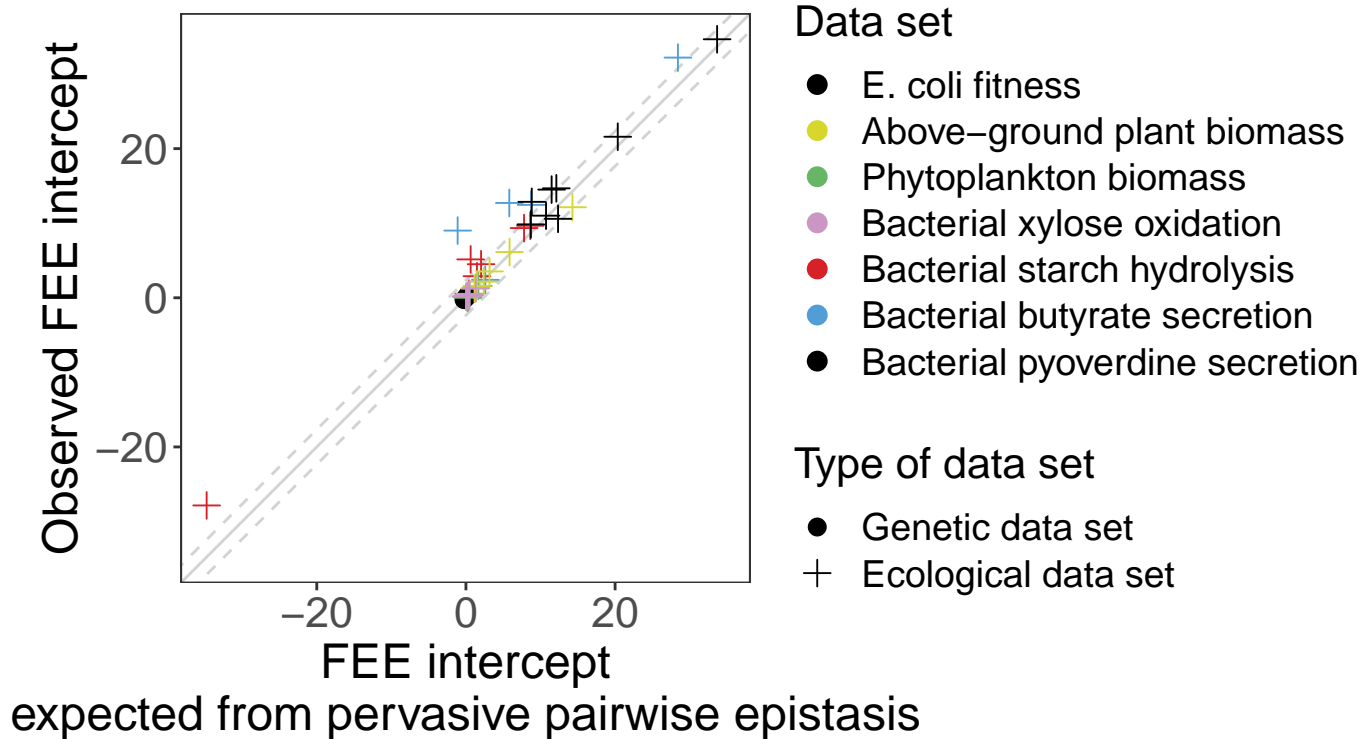 Observed FEE intercept
20
0
−20
−20
0
20
FEE intercept
expected from pervasive pairwise epistasis
Data set
E. coli fitness
Above−ground plant biomass
Phytoplankton biomass
Bacterial xylose oxidation
Bacterial starch hydrolysis
Bacterial butyrate secretion
Bacterial pyoverdine secretion
Type of data set
Genetic data set
Ecological data set